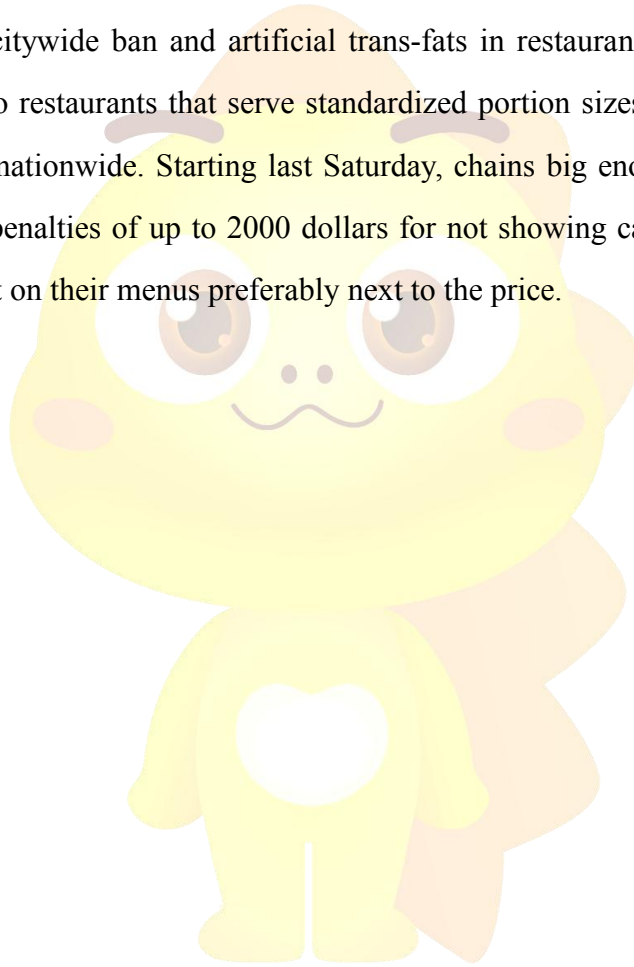 citywide ban and artificial trans-fats in restauran
o restaurants that serve standardized portion sizes
nationwide. Starting last Saturday, chains big eno
penalties of up to 2000 dollars for not showing ca
t on their menus preferably next to the price.